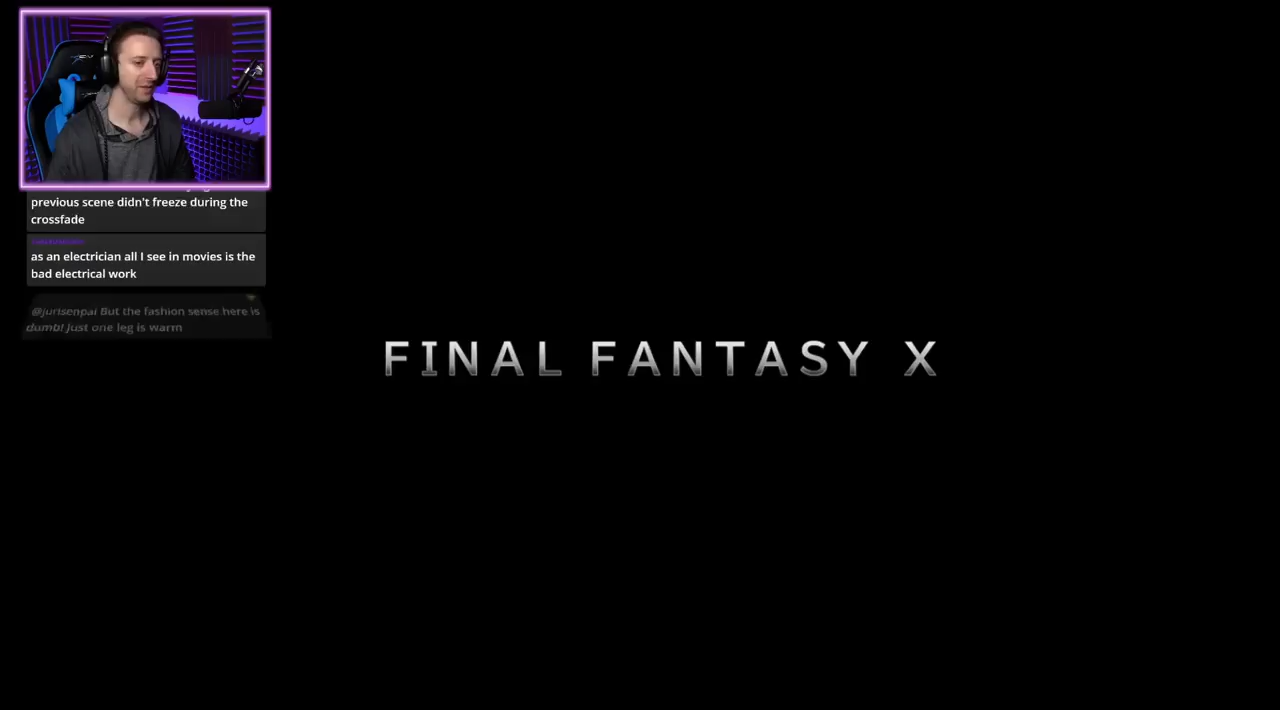 previous scene didn't freeze during the
crossfade
as an electrician all I see in movies is the
bad electrical work
@jurisenpai But the fashion sense here is
dumb! Just one leg is warm
FINAL FANTASY X